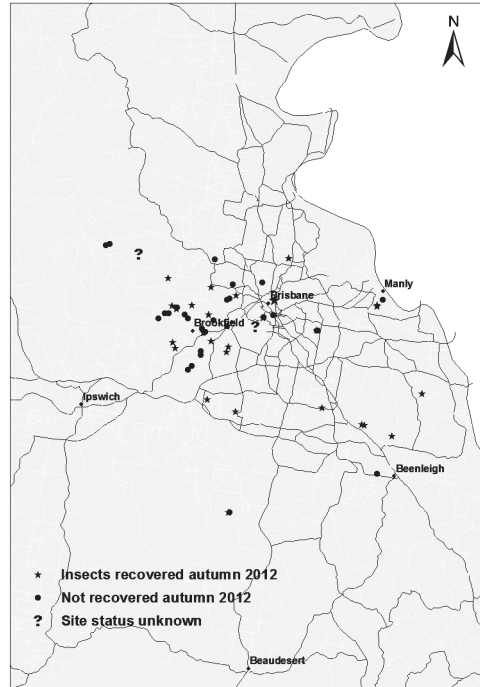 N
?
Manly
Brisbane
Brookfield
?
Ipswich
Beenleigh
Insects recovered autumn 2012
Not recovered autumn 2012
? Site status unknown
Beaudesert